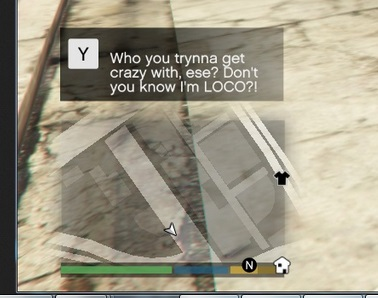 Y
Who you trynna get
crazy with, ese? Don't
you know I'm LOCO?!
N